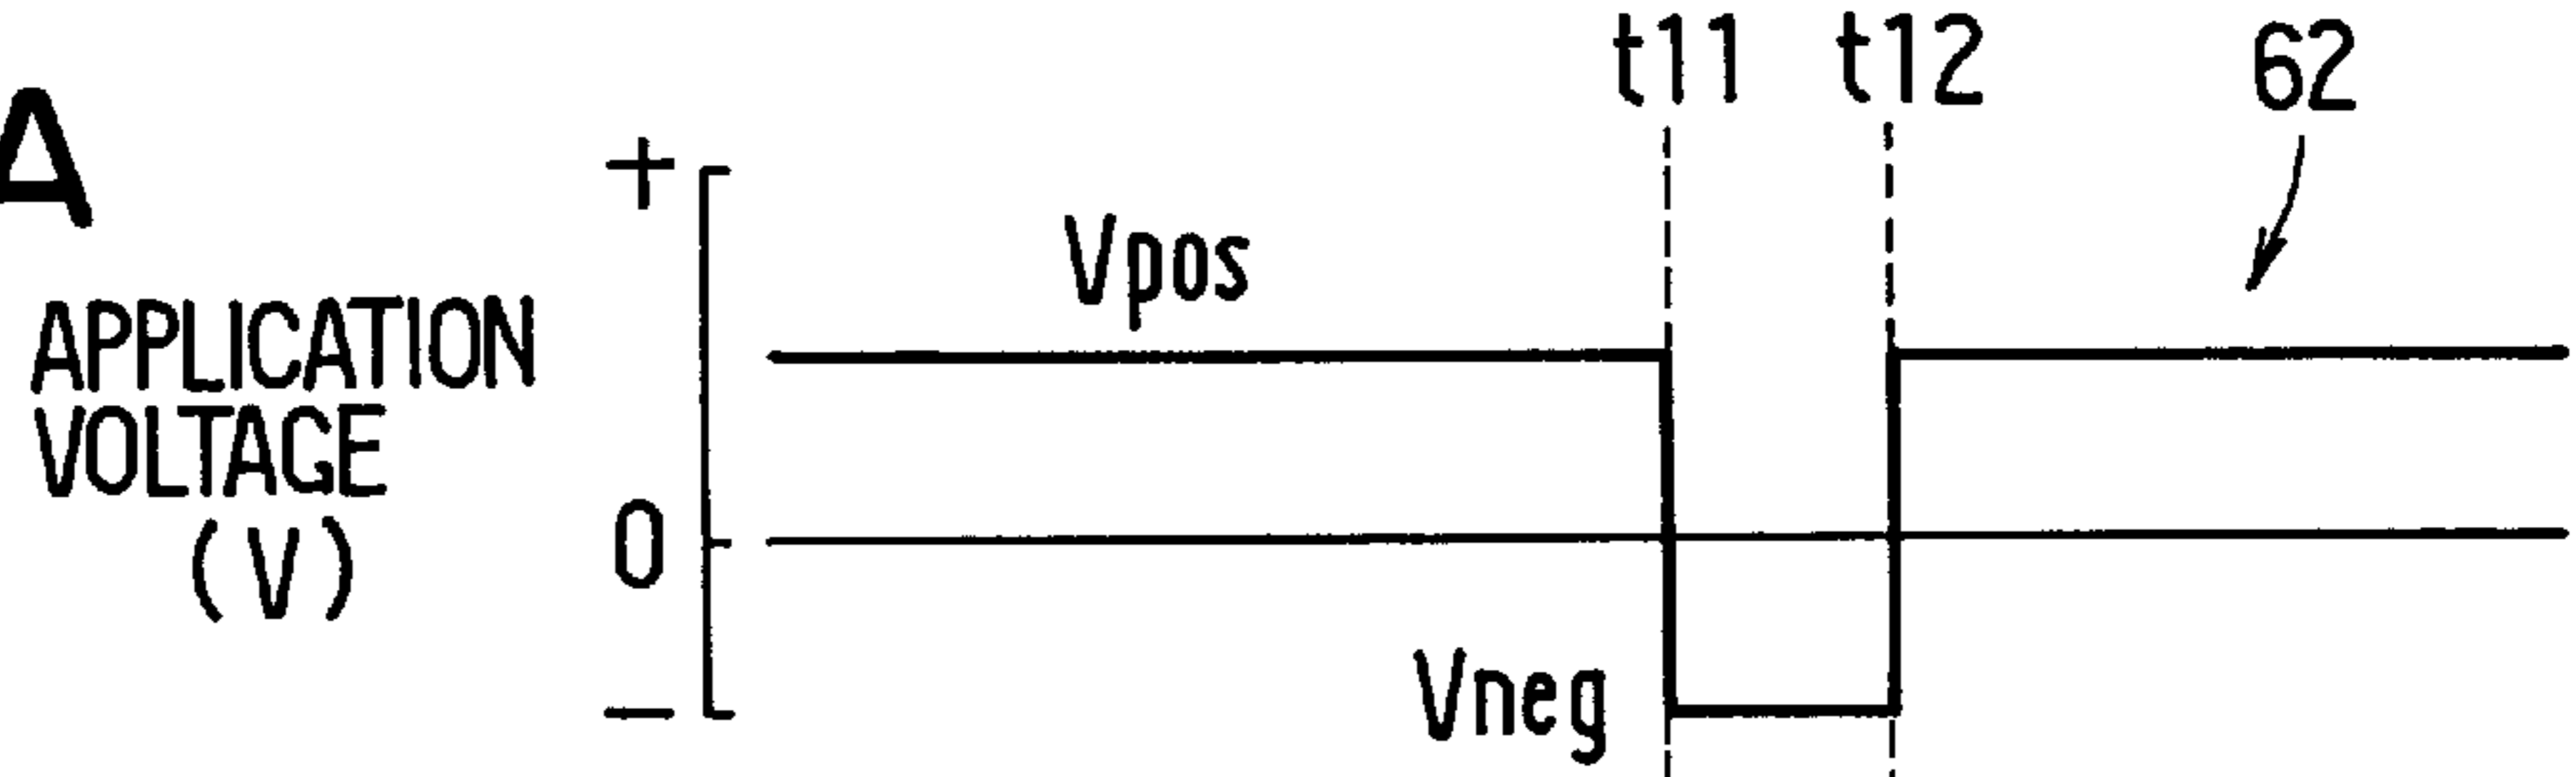 A
t11 t12 62
+
Vpos
APPLICATION
VOLTAGE
(V)
0
Vneg
−